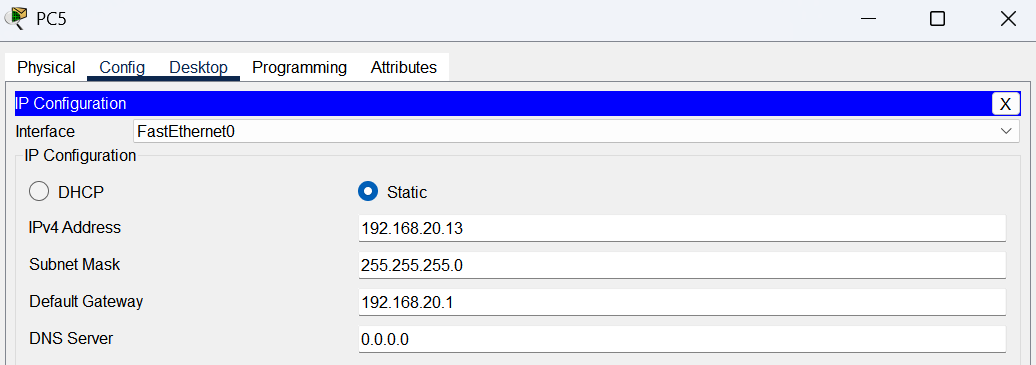 PC5
Physical Config Desktop Programming Attributes
IP Configuration X
Interface FastEthernet0
IP Configuration
DHCP Static
IPv4 Address 192.168.20.13
Subnet Mask 255.255.255.0
Default Gateway 192.168.20.1
DNS Server 0.0.0.0